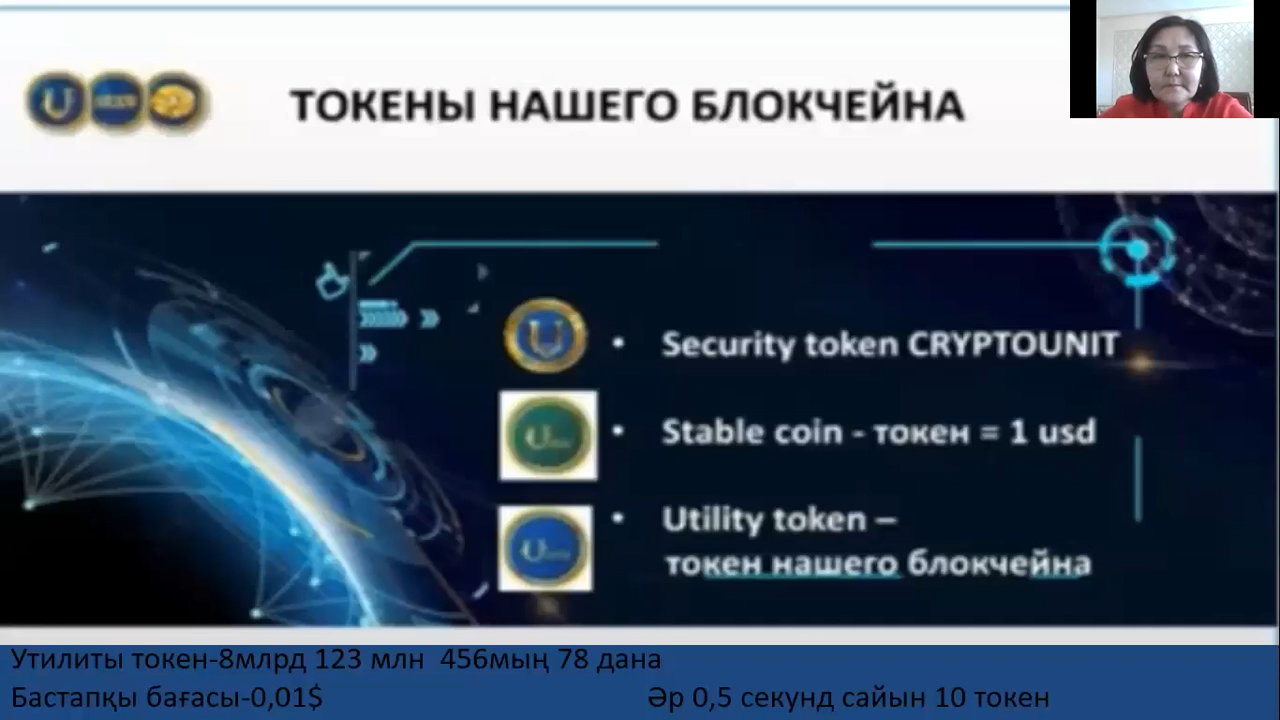 ТОКЕНЫ НАШЕГО БЛОКЧЕЙНА
• Security token CRYPTOUNIT
• Stable coin - токен = 1 usd
• Utility token –
токен нашего блокчейна
Утилиты токен-8млрд 123 млн 456мың 78 дана
Бастапқы бағасы-0,01$ Әр 0,5 секунд сайын 10 токен